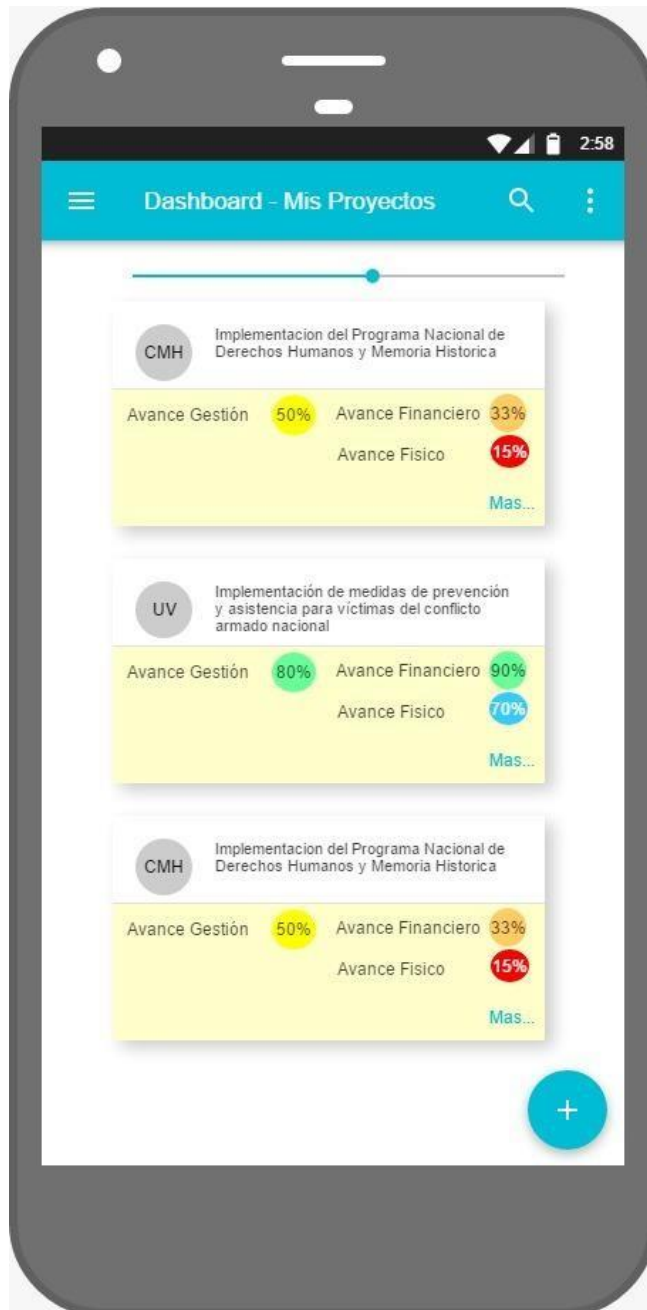 2:58
Dashboard - Mis Proyectos
CMH
Implementacion del Programa Nacional de
Derechos Humanos y Memoria Historica
Avance Gestión 50% Avance Financiero 33%
Avance Fisico 15%
Mas...
UV
Implementación de medidas de prevención
y asistencia para víctimas del conflicto
armado nacional
Avance Gestión 80% Avance Financiero 90%
Avance Fisico 70%
Mas...
CMH
Implementacion del Programa Nacional de
Derechos Humanos y Memoria Historica
Avance Gestión 50% Avance Financiero 33%
Avance Fisico 15%
Mas...
+